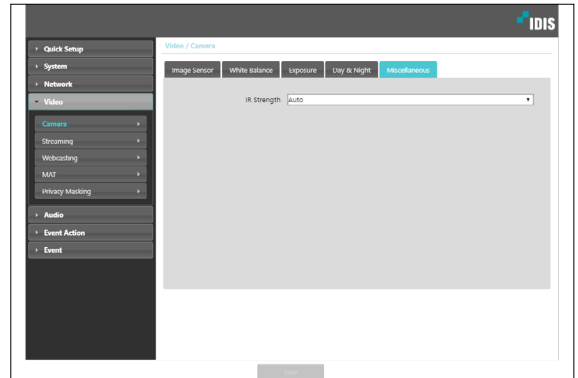 IDIS
Quick Setup
System
Network
Video
Camera
Streaming
Webcasting
MAT
Privacy Masking
Audio
Event Action
Event
Video / Camera
Image Sensor White Balance Exposure Day & Night Miscellaneous
IR Strength Auto